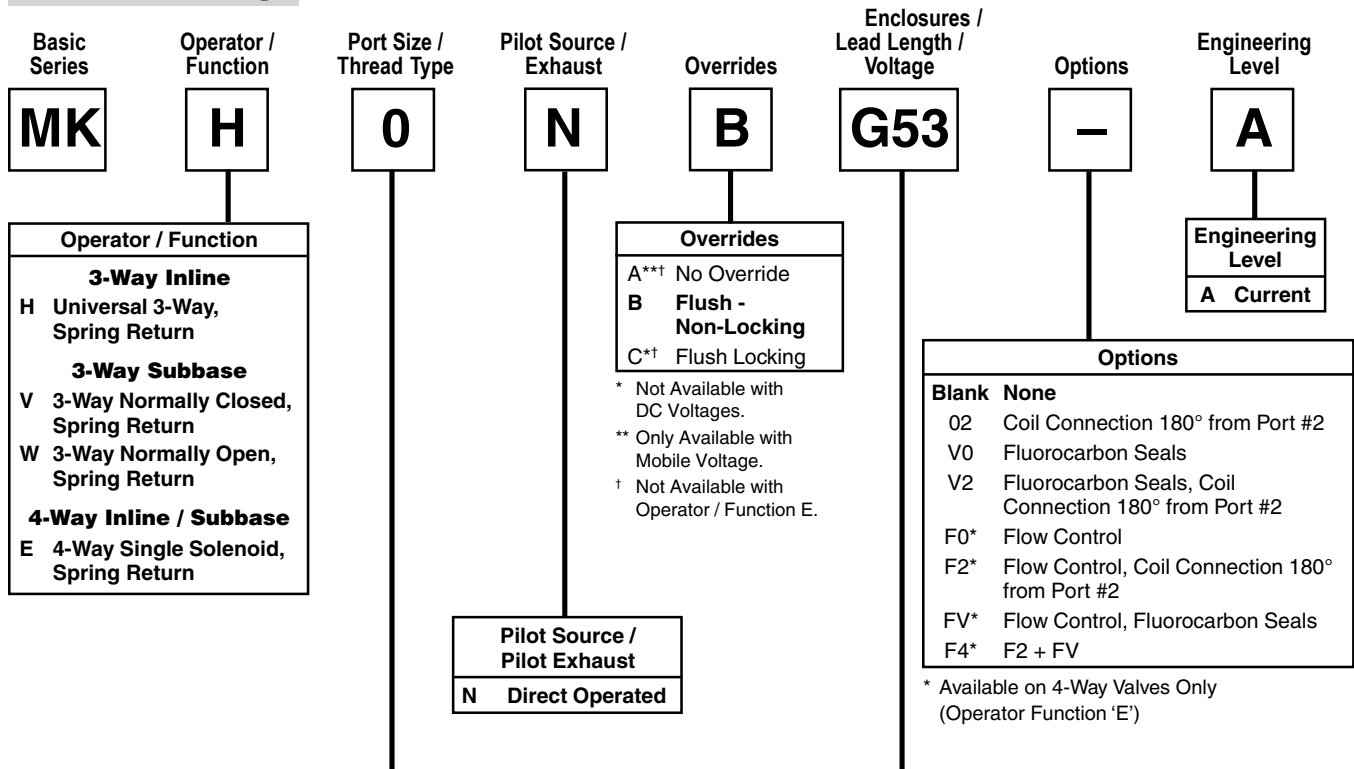 Basic
Series
Operator /
Function
Port Size /
Thread Type
Pilot Source /
Exhaust
Overrides
Enclosures /
Lead Length /
Voltage
Options
Engineering
Level
MK
H
0
N
B
G53
–
A
Operator / Function
3-Way Inline
H Universal 3-Way,
Spring Return
3-Way Subbase
V 3-Way Normally Closed,
Spring Return
W 3-Way Normally Open,
Spring Return
4-Way Inline / Subbase
E 4-Way Single Solenoid,
Spring Return
Pilot Source /
Pilot Exhaust
N Direct Operated
Overrides
A**† No Override
B Flush -
Non-Locking
C*† Flush Locking
* Not Available with
DC Voltages.
** Only Available with
Mobile Voltage.
† Not Available with
Operator / Function E.
Engineering
Level
A Current
Options
Blank None
02 Coil Connection 180° from Port #2
V0 Fluorocarbon Seals
V2 Fluorocarbon Seals, Coil
Connection 180° from Port #2
F0* Flow Control
F2* Flow Control, Coil Connection 180°
from Port #2
FV* Flow Control, Fluorocarbon Seals
F4* F2 + FV
* Available on 4-Way Valves Only
(Operator Function ‘E’)